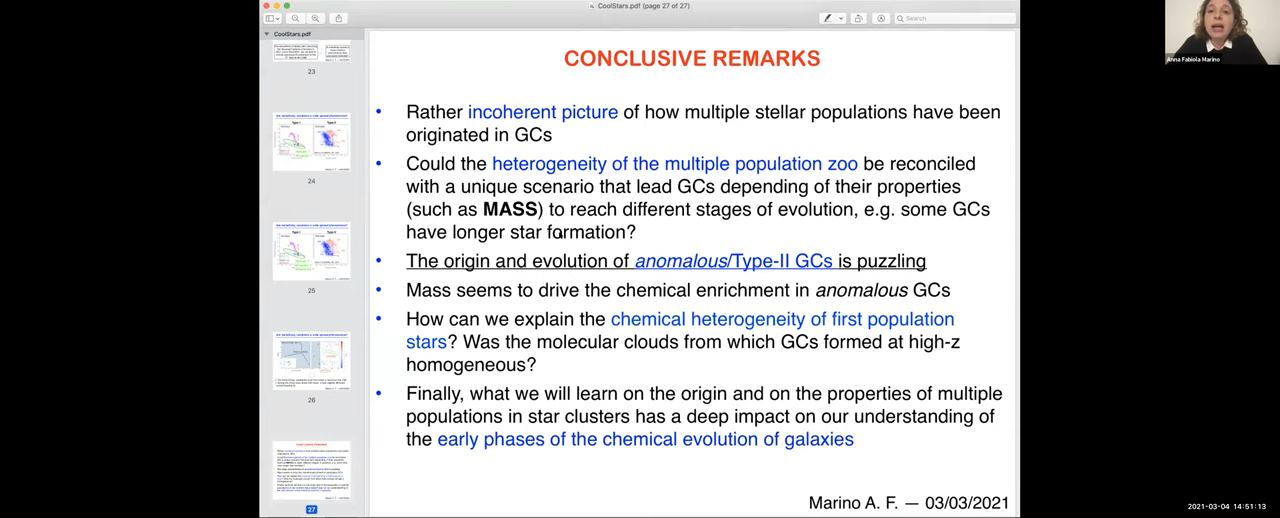 CoolStars.pdf (page 27 of 27)
Search
CoolStars.pdf
23
24
25
26
27
CONCLUSIVE REMARKS
• Rather incoherent picture of how multiple stellar populations have been
originated in GCs
• Could the heterogeneity of the multiple population zoo be reconciled
with a unique scenario that lead GCs depending of their properties
(such as MASS) to reach different stages of evolution, e.g. some GCs
have longer star formation?
• The origin and evolution of anomalous/Type-II GCs is puzzling
• Mass seems to drive the chemical enrichment in anomalous GCs
• How can we explain the chemical heterogeneity of first population
stars? Was the molecular clouds from which GCs formed at high-z
homogeneous?
• Finally, what we will learn on the origin and on the properties of multiple
populations in star clusters has a deep impact on our understanding of
the early phases of the chemical evolution of galaxies
Marino A. F. — 03/03/2021
Anna Fabiola Marino
2021-03-04 14:51:13